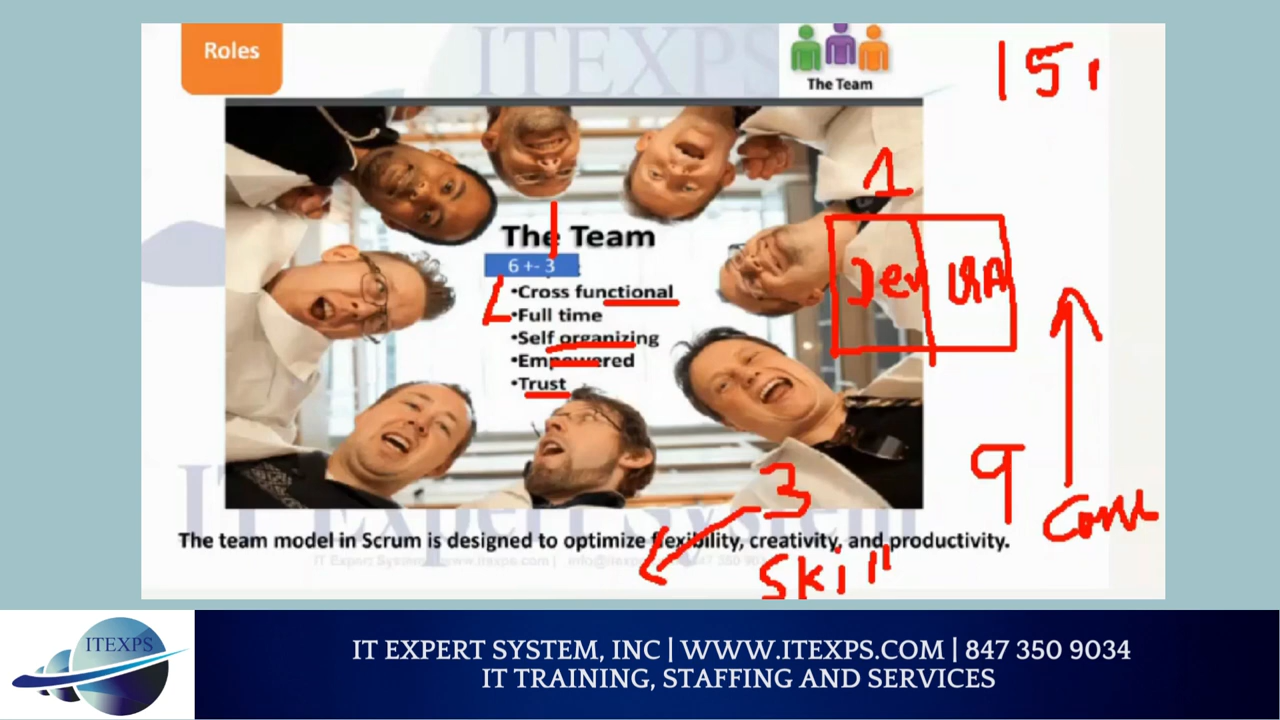 Roles
ITEXPS
The Team
15
1
The Team
6 +- 3
•Cross functional
•Full time
•Self organizing
•Empowered
•Trust
Dev
QA
9
3
Skill
The team model in Scrum is designed to optimize flexibility, creativity, and productivity.
IT Expert System
ITEXPS
IT EXPERT SYSTEM, INC | WWW.ITEXPS.COM | 847 350 9034
IT TRAINING, STAFFING AND SERVICES